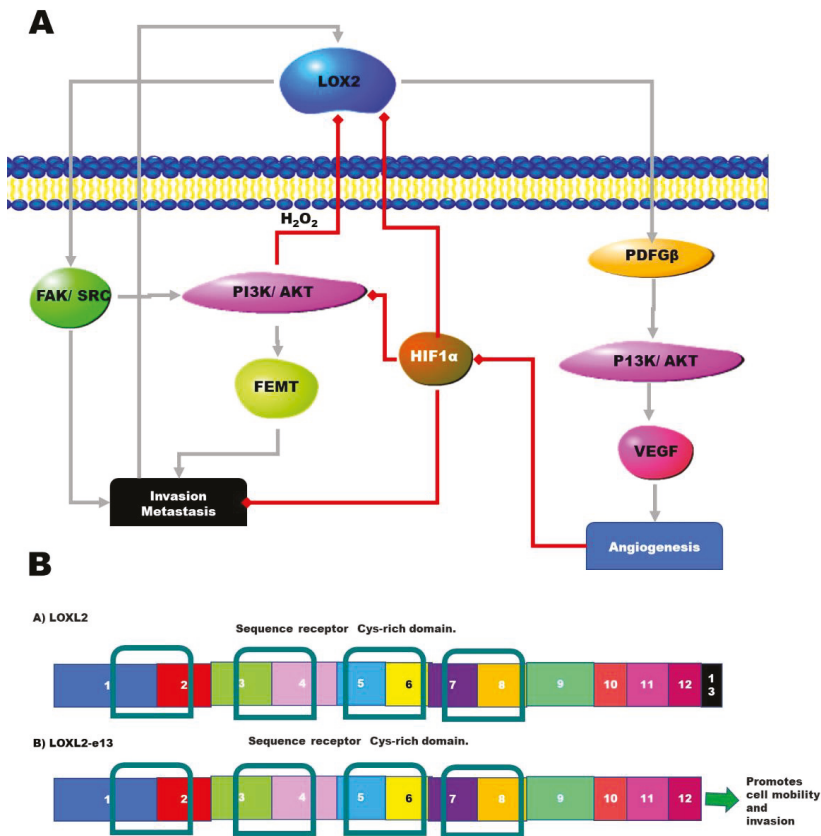 A
LOX2
H₂O₂
PDFGβ
FAK/ SRC
PI3K/ AKT
HIF1α
P13K/ AKT
FEMT
VEGF
Invasion
Metastasis
Angiogenesis
B
A) LOXL2
Sequence receptor Cys-rich domain.
1 2 3 4 5 6 7 8 9 10 11 12 1
3
B) LOXL2-e13
Sequence receptor Cys-rich domain.
1 2 3 4 5 6 7 8 9 10 11 12
Promotes
cell mobility
and
invasion